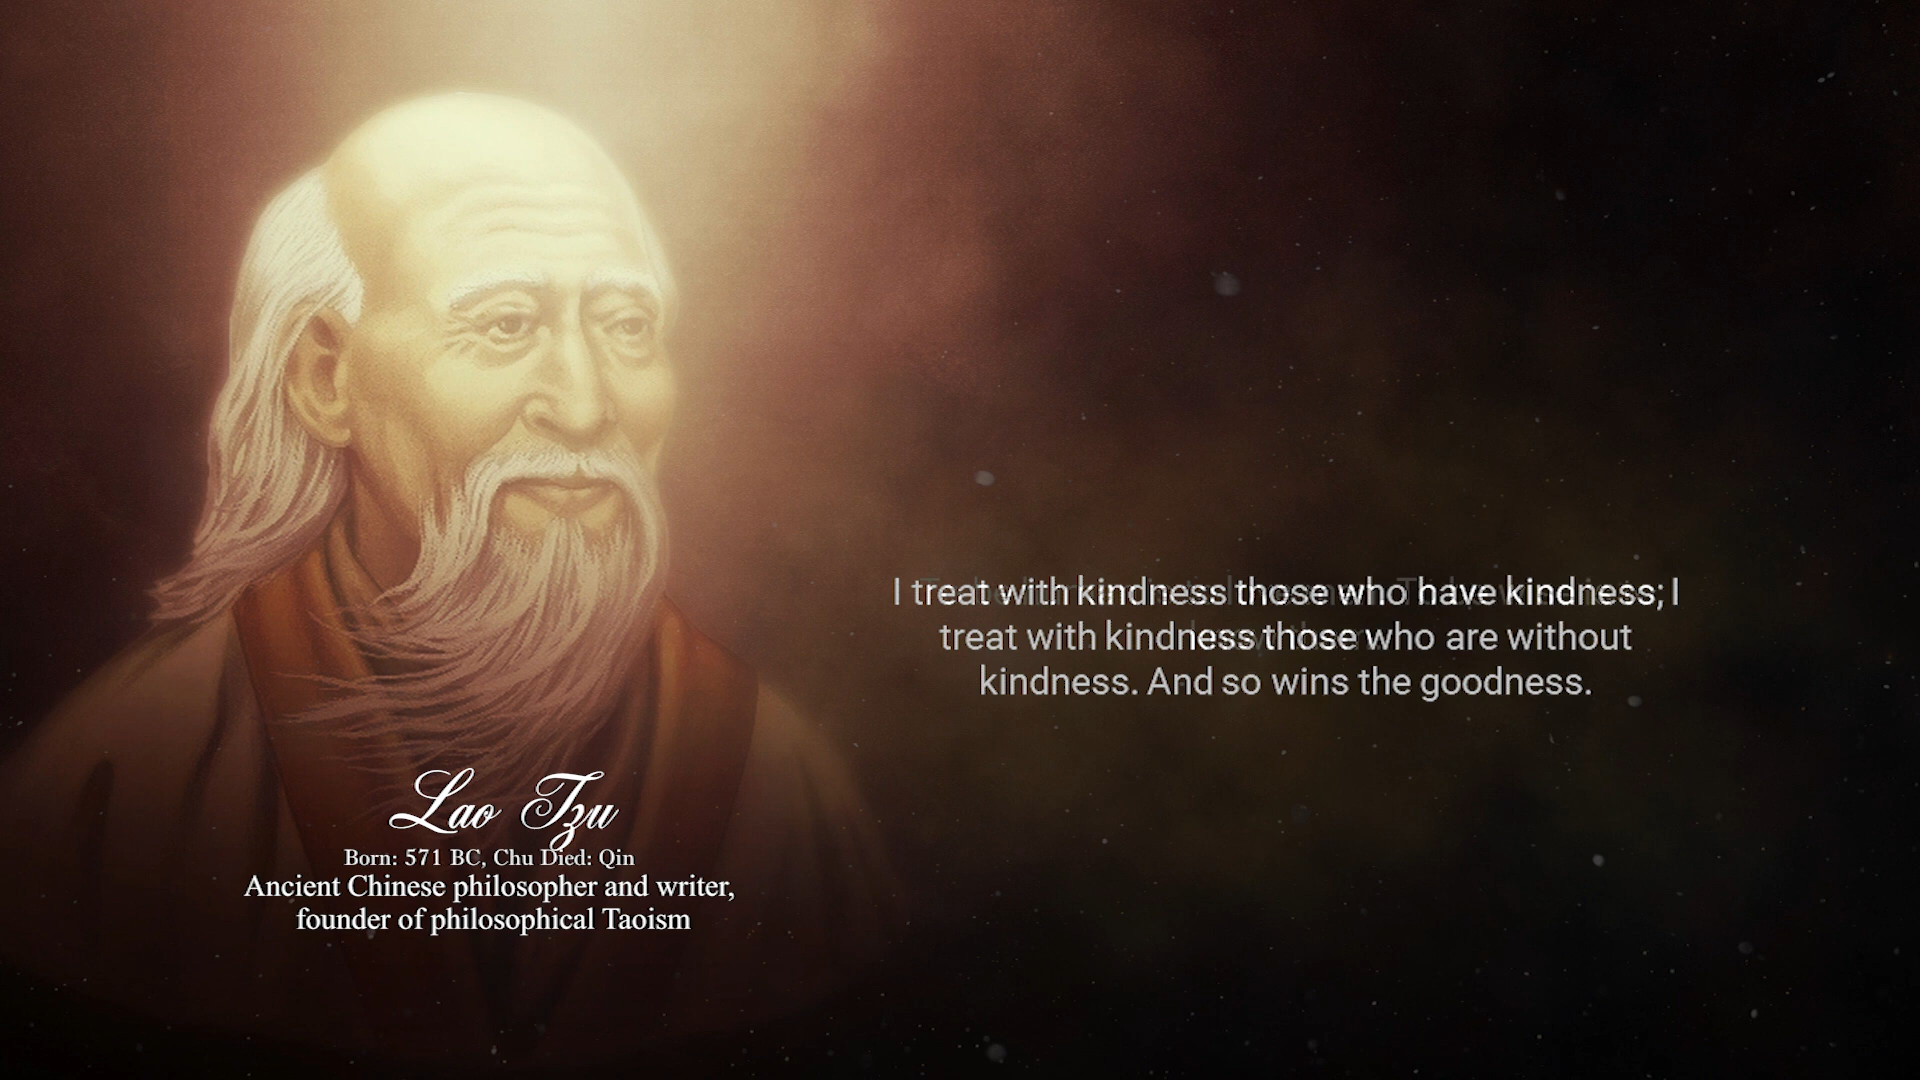 I treat with kindness those who have kindness; I
treat with kindness those who are without
kindness. And so wins the goodness.
Lao Tzu
Born: 571 BC, Chu Died: Qin
Ancient Chinese philosopher and writer,
founder of philosophical Taoism